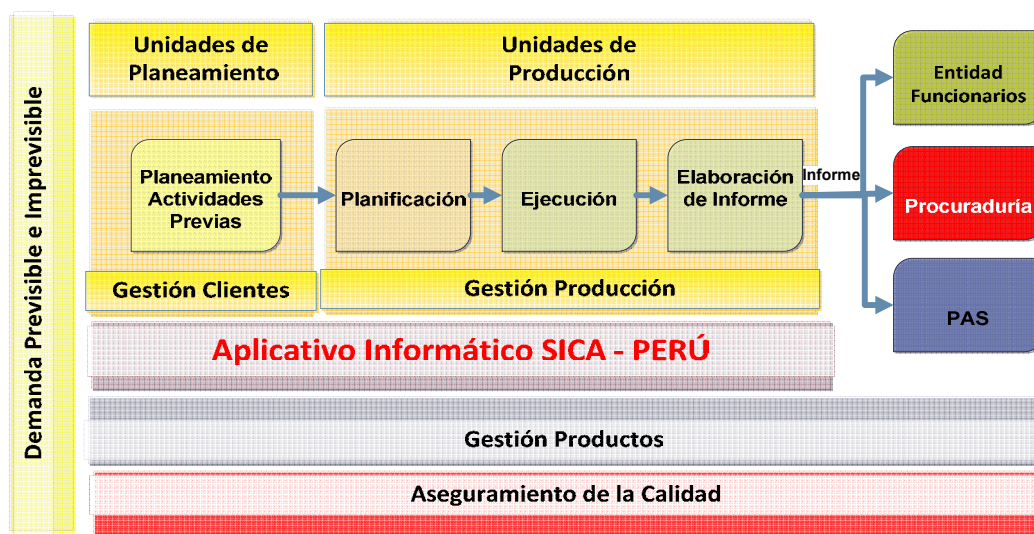 Demanda Previsible e Imprevisible
Unidades de
Planeamiento
Unidades de
Producción
Planeamiento
Actividades
Previas
Planificación
Ejecución
Elaboración
de Informe
Informe
Entidad
Funcionarios
Procuraduría
PAS
Gestión Clientes
Gestión Producción
Aplicativo Informático SICA - PERÚ
Gestión Productos
Aseguramiento de la Calidad